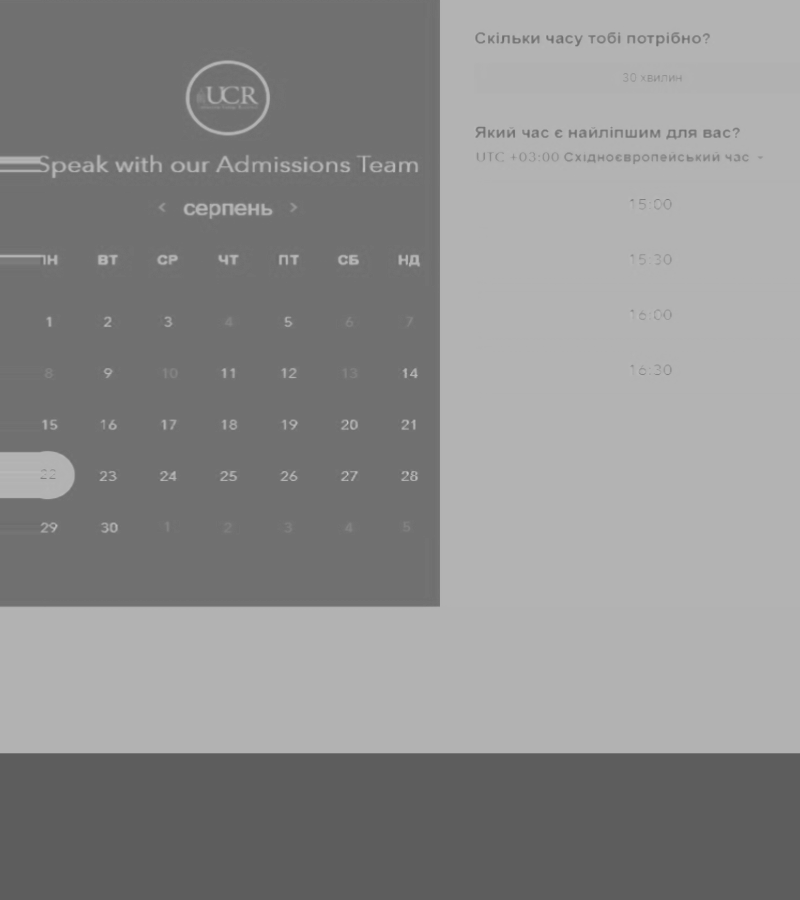 UCR
Speak with our Admissions Team
< серпень >
ВТ СР ЧТ ПТ СБ НД
1 2 3 4 5 6 7
8 9 10 11 12 13 14
15 16 17 18 19 20 21
22 23 24 25 26 27 28
29 30 1 2 3 4 5
Скільки часу тобі потрібно?
30 хвилин
Який час є найліпшим для вас?
UTC +03:00 Східноєвропейський час
15:00
15:30
16:00
16:30